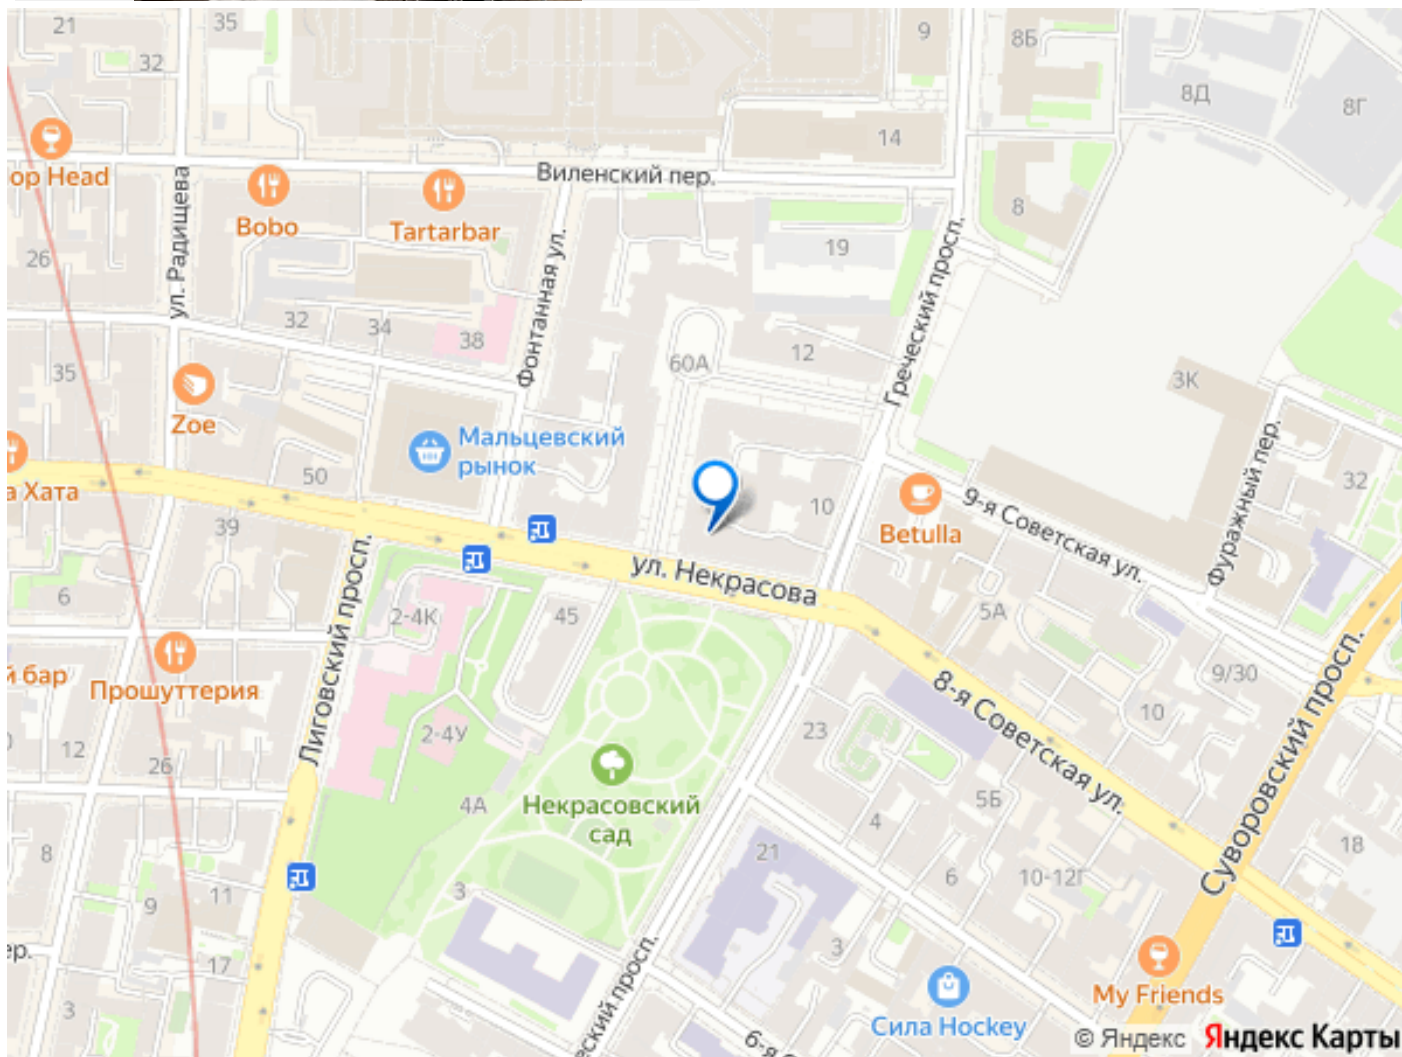 21
35
9
8Б
32
8Д
8Г
14
op Head
Виленский пер.
Bobo
Tartarbar
ул. Радищева
8
26
19
Фонтанная ул.
Греческий просп.
32
34
38
12
60А
35
3К
Zoe
Мальцевский
рынок
а Хата
50
32
10
Betulla
9-я Советская ул.
Фуражный пер.
39
ул. Некрасова
6
2-4К
45
5А
Лиговский просп.
й бар
Прошуттерия
9/30
8-я Советская ул.
10
2-4У
23
12
26
Суворовский просп.
Некрасовский
сад
4А
5Б
4
18
8
21
6
10-12Г
3
11
9
ер.
17
3
My Friends
3
Сила Hockey
еский просп.
6-я С
© Яндекс Яндекс Карты